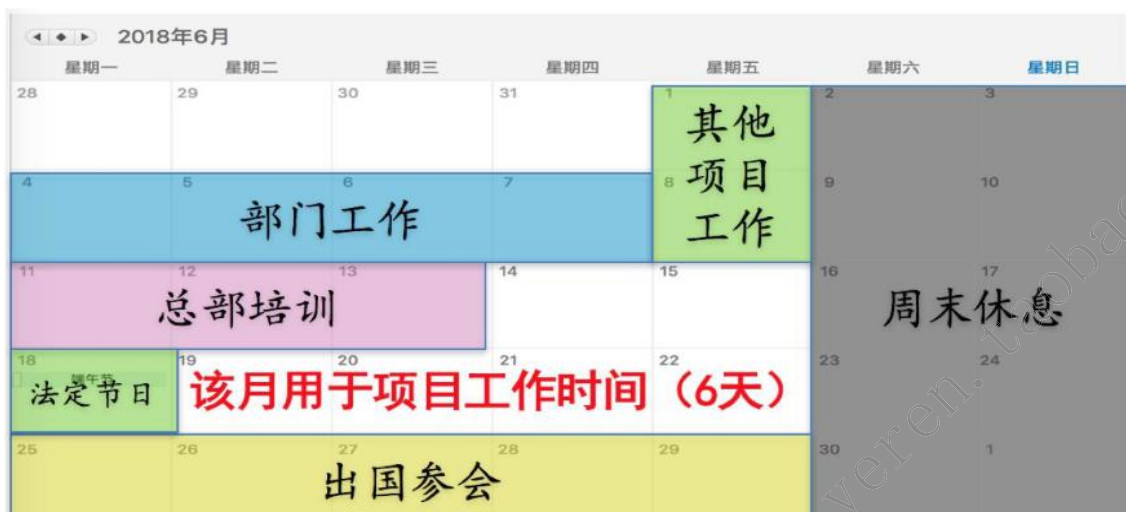 2018年6月
星期一 星期二 星期三 星期四 星期五 星期六 星期日
28 29 30 31 1 2 3
其他
项目
工作
4 5 6 7 8 9 10
部门工作
11 12 13 14 15 16 17
总部培训
周末休息
18 19 20 21 22 23 24
端午节
法定节日
该月用于项目工作时间（6天）
25 26 27 28 29 30 1
出国参会